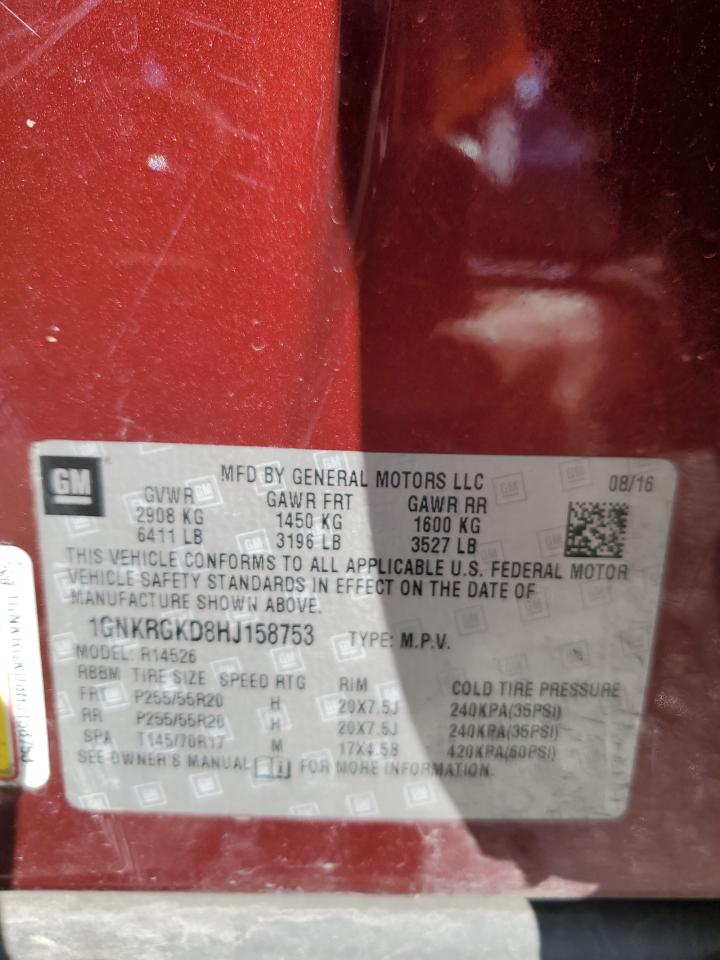 GM
MFD BY GENERAL MOTORS LLC 08/16
GVWR GAWR FRT GAWR RR
2908 KG 1450 KG 1600 KG
6411 LB 3196 LB 3527 LB
THIS VEHICLE CONFORMS TO ALL APPLICABLE U.S. FEDERAL MOTOR
VEHICLE SAFETY STANDARDS IN EFFECT ON THE DATE OF
MANUFACTURE SHOWN ABOVE.
1GNKRGKD8HJ158753 TYPE: M.P.V.
MODEL: R14526
RBBM TIRE SIZE SPEED RTG RIM COLD TIRE PRESSURE
FRT P255/55R20 H 20X7.5J 240KPA(35PSI)
RR P255/55R20 H 20X7.5J 240KPA(35PSI)
SPA T145/70R17 M 17X4.5B 420KPA(60PSI)
SEE OWNER'S MANUAL FOR MORE INFORMATION